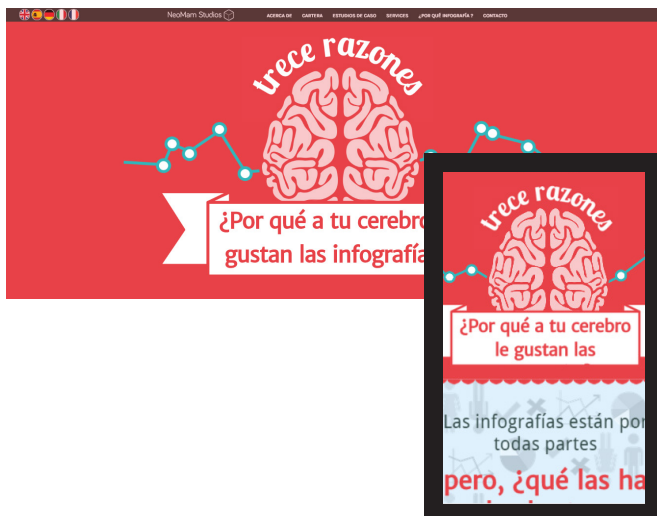 NeoMam Studios
ACERCA DE CARTERA ESTUDIOS DE CASO SERVICES ¿POR QUÉ INFOGRAFÍA ? CONTACTO
trece razones
¿Por qué a tu cerebro
gustan las infografía
trece razones
¿Por qué a tu cerebro
le gustan las
Las infografías están por
todas partes
pero, ¿qué las ha